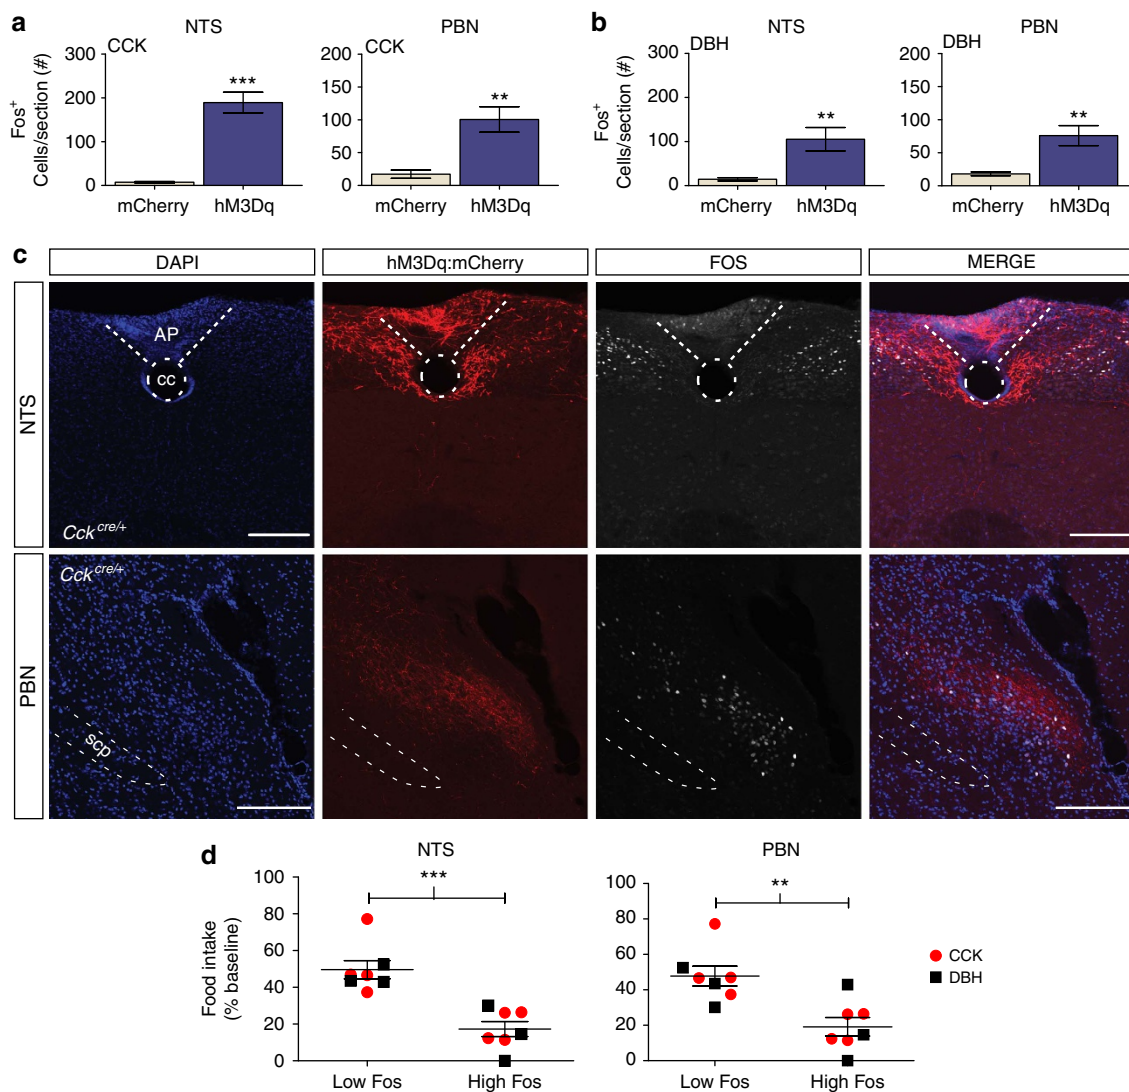 a
NTS
PBN
CCK
CCK
Fos+
Cells/section (#)
300
200
100
0
200
150
100
50
0
***
**
mCherry
hM3Dq
mCherry
hM3Dq
b
NTS
PBN
DBH
DBH
Fos+
Cells/section (#)
300
200
100
0
200
150
100
50
0
**
**
mCherry
hM3Dq
mCherry
hM3Dq
c
DAPI
hM3Dq:mCherry
FOS
MERGE
NTS
AP
cc
Cck cre/+
PBN
Cck cre/+
scp
d
NTS
PBN
Food intake
(% baseline)
100
80
60
40
20
0
***
Low Fos
High Fos
100
80
60
40
20
0
**
Low Fos
High Fos
CCK
DBH